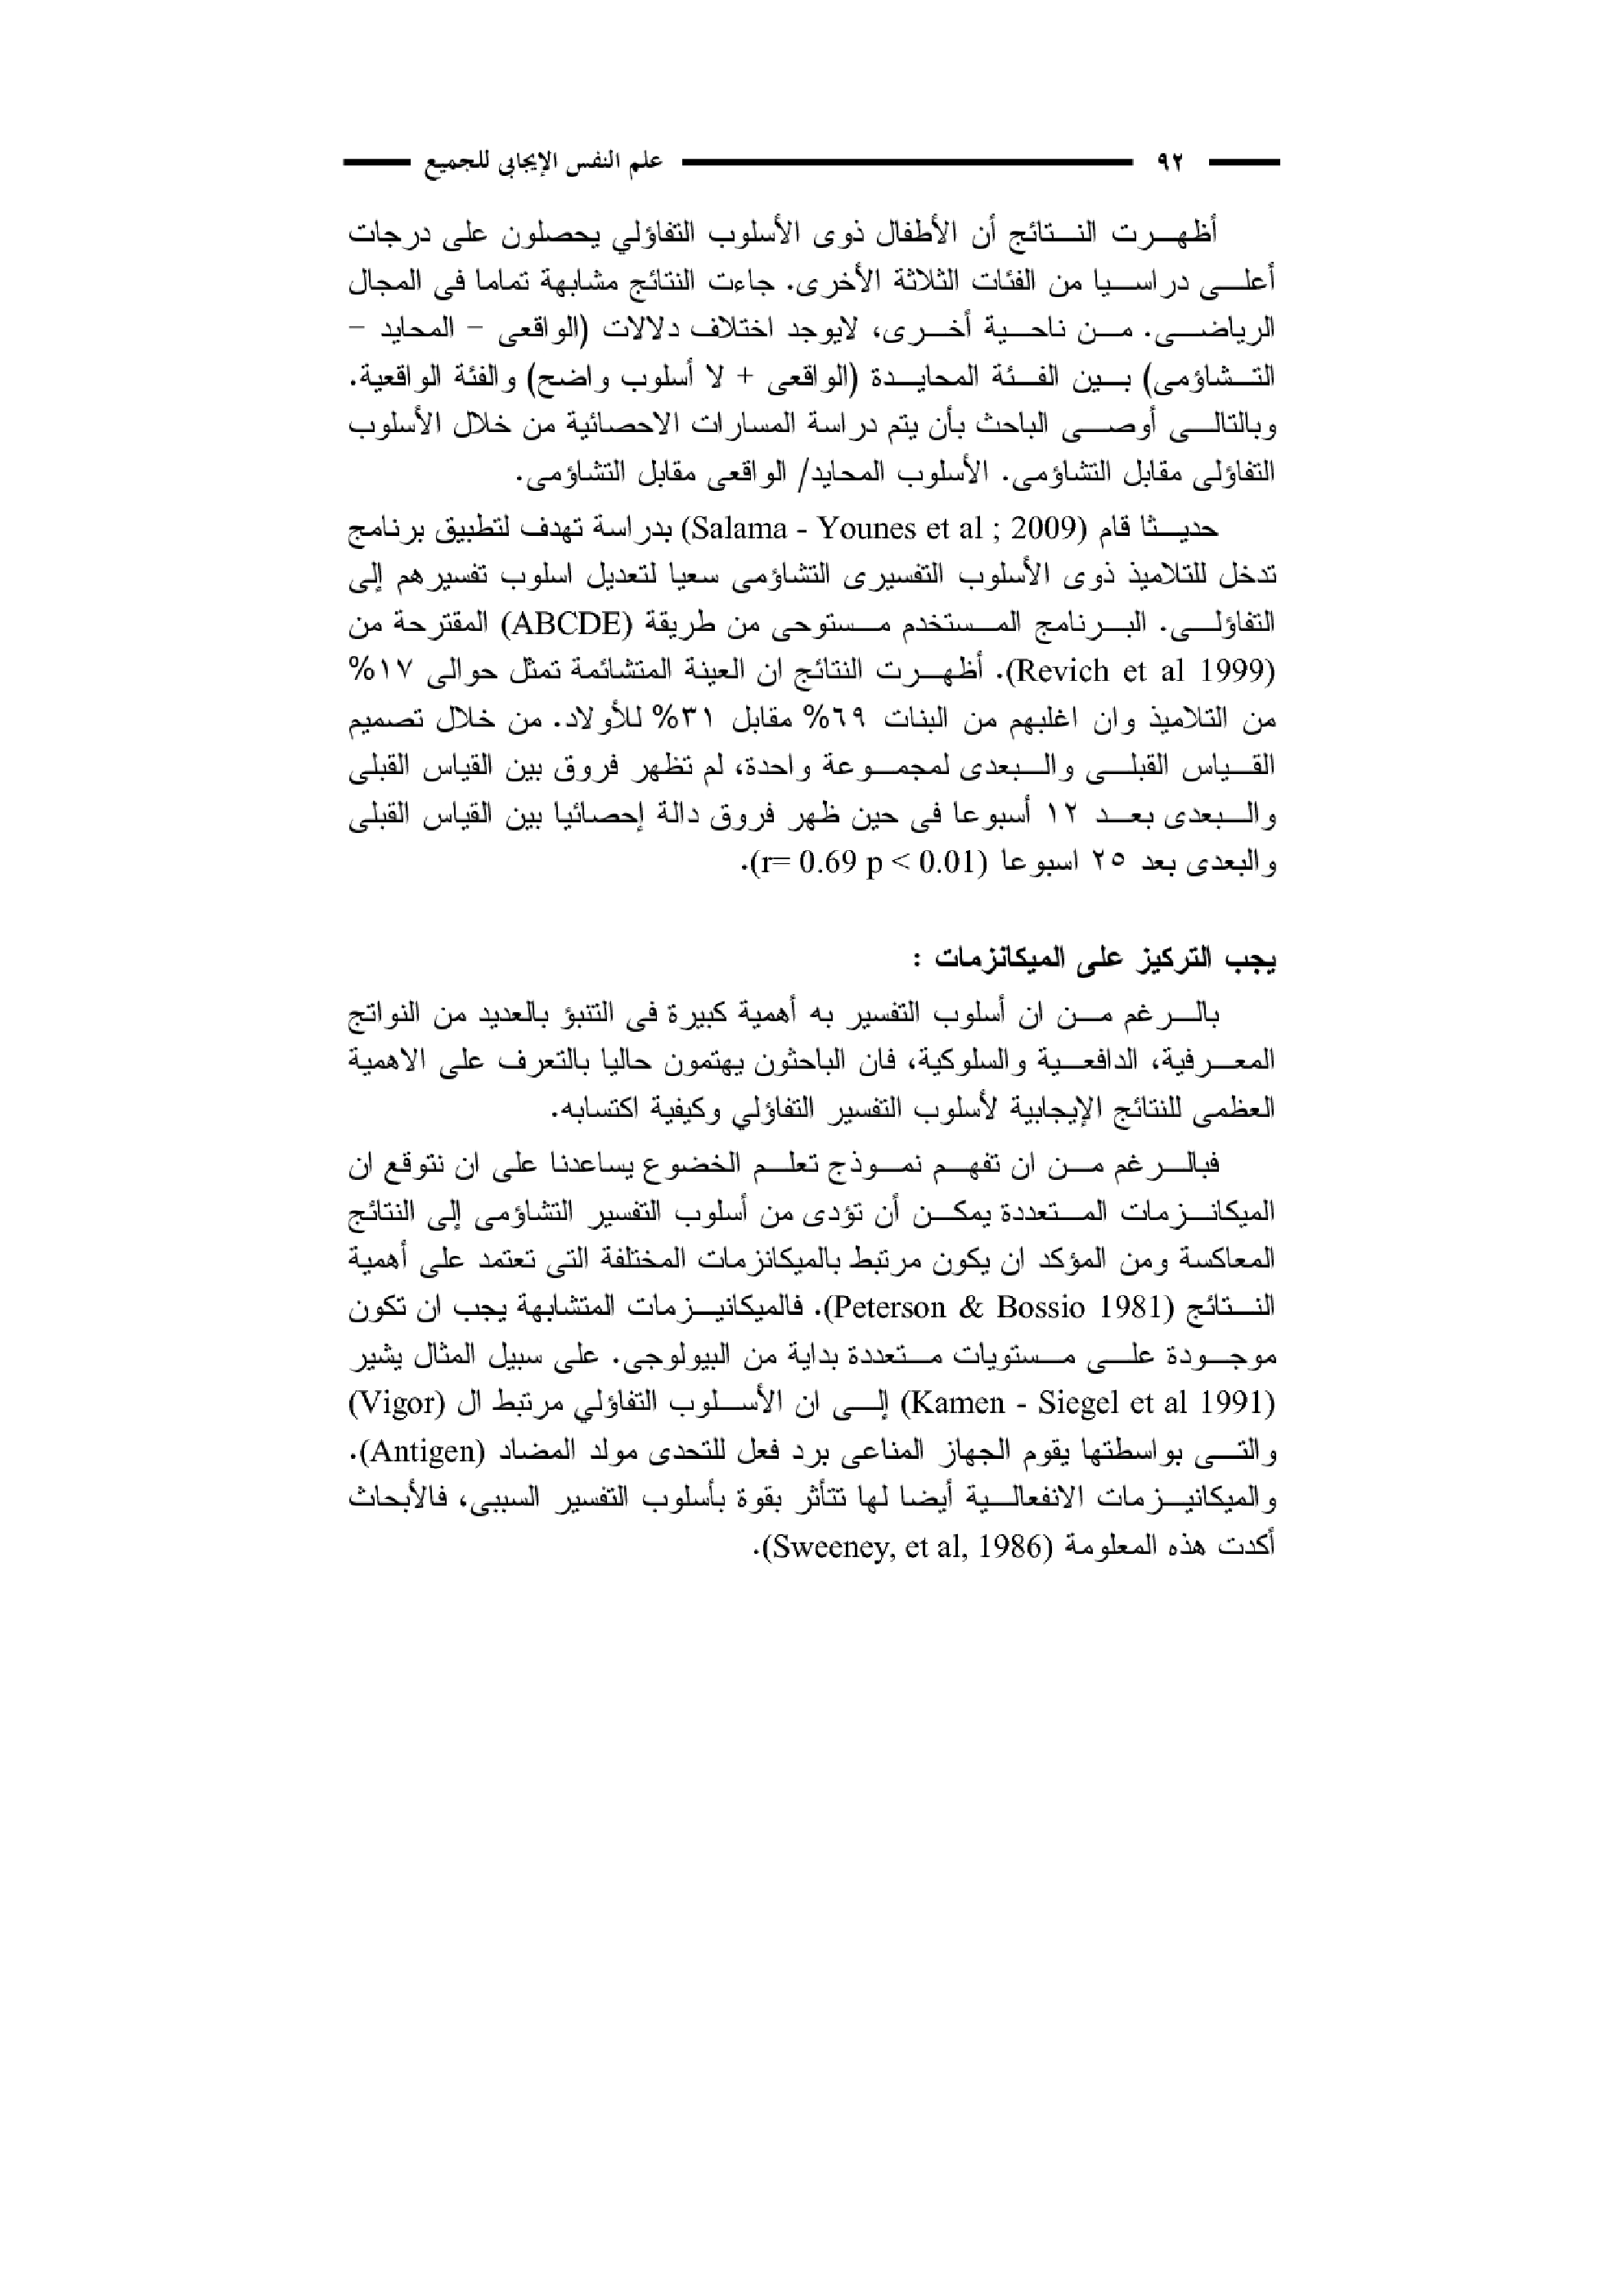 ٩٢ علم النفس الإيجابي للجميع
أظهرت النتائج أن الأطفال ذوى الأسلوب التفاؤلي يحصلون على درجات
أعلى دراسيا من الفئات الثلاثة الأخرى. جاءت النتائج مشابهة تماما فى المجال
الرياضى. من ناحية أخرى، لايوجد اختلاف دلالات (الواقعى – المحايد –
التشاؤمى) بين الفئة المحايدة (الواقعى + لا أسلوب واضح) والفئة الواقعية.
وبالتالى أوصى الباحث بأن يتم دراسة المسارات الاحصائية من خلال الأسلوب
التفاؤلى مقابل التشاؤمى. الأسلوب المحايد/ الواقعى مقابل التشاؤمى.
حديثا قام (Salama - Younes et al ; 2009) بدراسة تهدف لتطبيق برنامج
تدخل للتلاميذ ذوى الأسلوب التفسيرى التشاؤمى سعيا لتعديل اسلوب تفسيرهم إلى
التفاؤلى. البرنامج المستخدم مستوحى من طريقة (ABCDE) المقترحة من
(Revich et al 1999). أظهرت النتائج ان العينة المتشائمة تمثل حوالى ١٧%
من التلاميذ وان اغلبهم من البنات ٦٩% مقابل ٣١% للأولاد. من خلال تصميم
القياس القبلى والبعدى لمجموعة واحدة، لم تظهر فروق بين القياس القبلى
والبعدى بعد ١٢ أسبوعا فى حين ظهر فروق دالة إحصائيا بين القياس القبلى
والبعدى بعد ٢٥ اسبوعا (r= 0.69 p < 0.01).
يجب التركيز على الميكانزمات :
بالرغم من ان أسلوب التفسير به أهمية كبيرة فى التنبؤ بالعديد من النواتج
المعرفية، الدافعية والسلوكية، فان الباحثون يهتمون حاليا بالتعرف على الاهمية
العظمى للنتائج الإيجابية لأسلوب التفسير التفاؤلي وكيفية اكتسابه.
فبالرغم من ان تفهم نموذج تعلم الخضوع يساعدنا على ان نتوقع ان
الميكانزمات المتعددة يمكن أن تؤدى من أسلوب التفسير التشاؤمى إلى النتائج
المعاكسة ومن المؤكد ان يكون مرتبط بالميكانزمات المختلفة التى تعتمد على أهمية
النتائج (Peterson & Bossio 1981). فالميكانيزمات المتشابهة يجب ان تكون
موجودة على مستويات متعددة بداية من البيولوجى. على سبيل المثال يشير
(Kamen - Siegel et al 1991) إلى ان الأسلوب التفاؤلي مرتبط ال (Vigor)
والتى بواسطتها يقوم الجهاز المناعى برد فعل للتحدى مولد المضاد (Antigen).
والميكانيزمات الانفعالية أيضا لها تتأثر بقوة بأسلوب التفسير السببى، فالأبحاث
أكدت هذه المعلومة (Sweeney, et al, 1986).